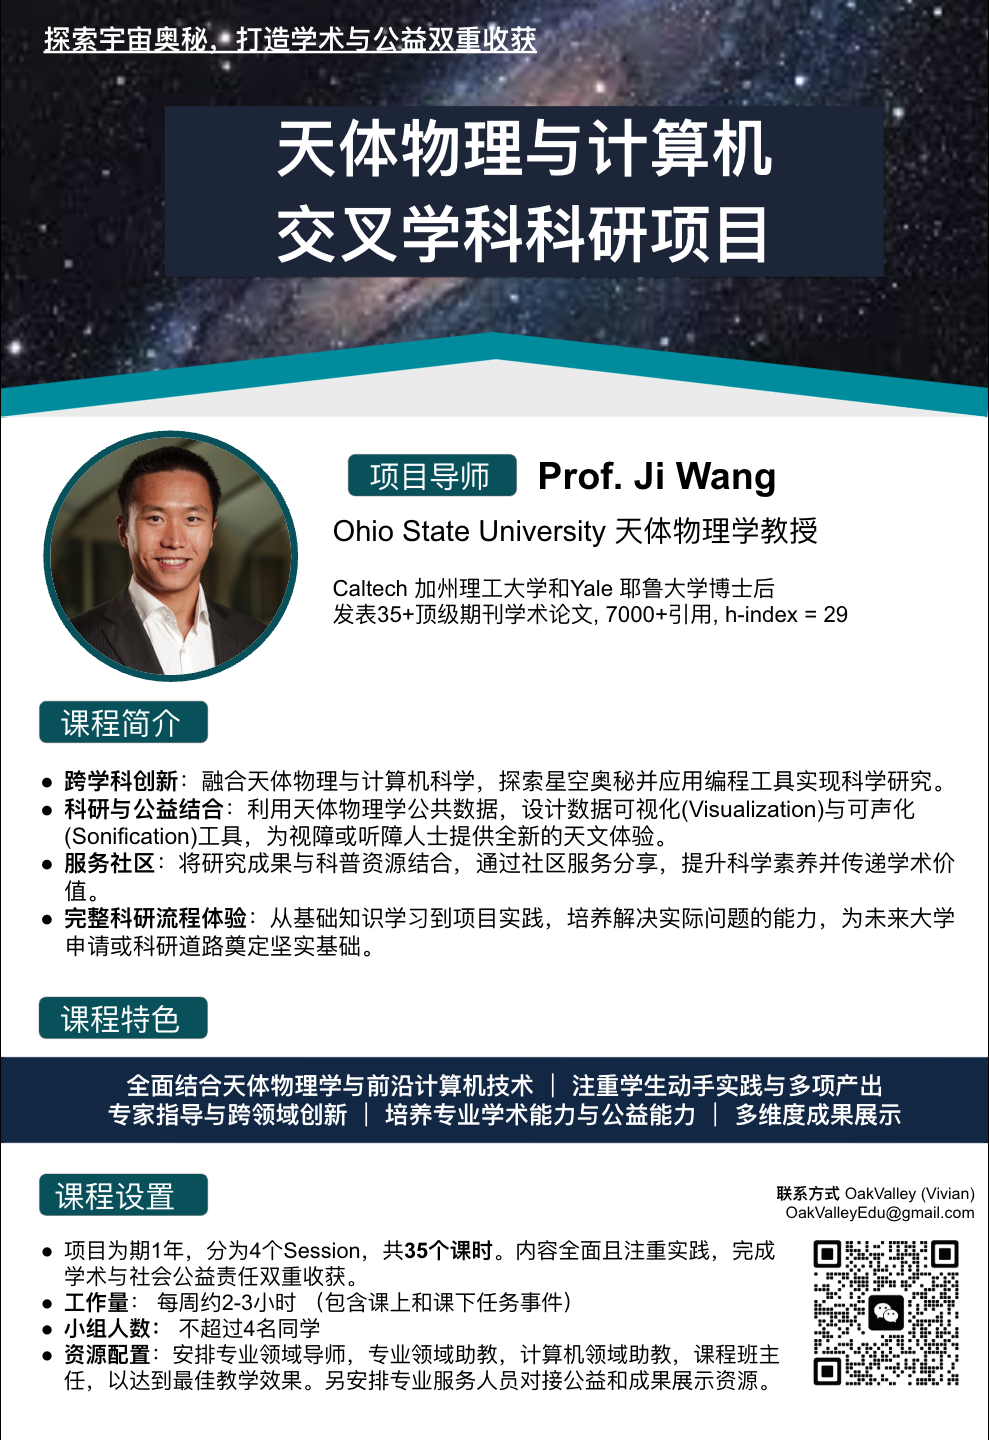 探索宇宙奥秘，打造学术与公益双重收获
天体物理与计算机
交叉学科科研项目
项目导师 Prof. Ji Wang
Ohio State University 天体物理学教授
Caltech 加州理工大学和Yale 耶鲁大学博士后
发表35+顶级期刊学术论文, 7000+引用, h-index = 29
课程简介
● 跨学科创新：融合天体物理与计算机科学，探索星空奥秘并应用编程工具实现科学研究。
● 科研与公益结合：利用天体物理学公共数据，设计数据可视化(Visualization)与可声化
(Sonification)工具，为视障或听障人士提供全新的天文体验。
● 服务社区：将研究成果与科普资源结合，通过社区服务分享，提升科学素养并传递学术价
值。
● 完整科研流程体验：从基础知识学习到项目实践，培养解决实际问题的能力，为未来大学
申请或科研道路奠定坚实基础。
课程特色
全面结合天体物理学与前沿计算机技术 ｜ 注重学生动手实践与多项产出
专家指导与跨领域创新 ｜ 培养专业学术能力与公益能力 ｜ 多维度成果展示
课程设置
联系方式 OakValley (Vivian)
OakValleyEdu@gmail.com
● 项目为期1年，分为4个Session，共35个课时。内容全面且注重实践，完成
学术与社会公益责任双重收获。
● 工作量： 每周约2-3小时 （包含课上和课下任务事件）
● 小组人数： 不超过4名同学
● 资源配置：安排专业领域导师，专业领域助教，计算机领域助教，课程班主
任，以达到最佳教学效果。另安排专业服务人员对接公益和成果展示资源。